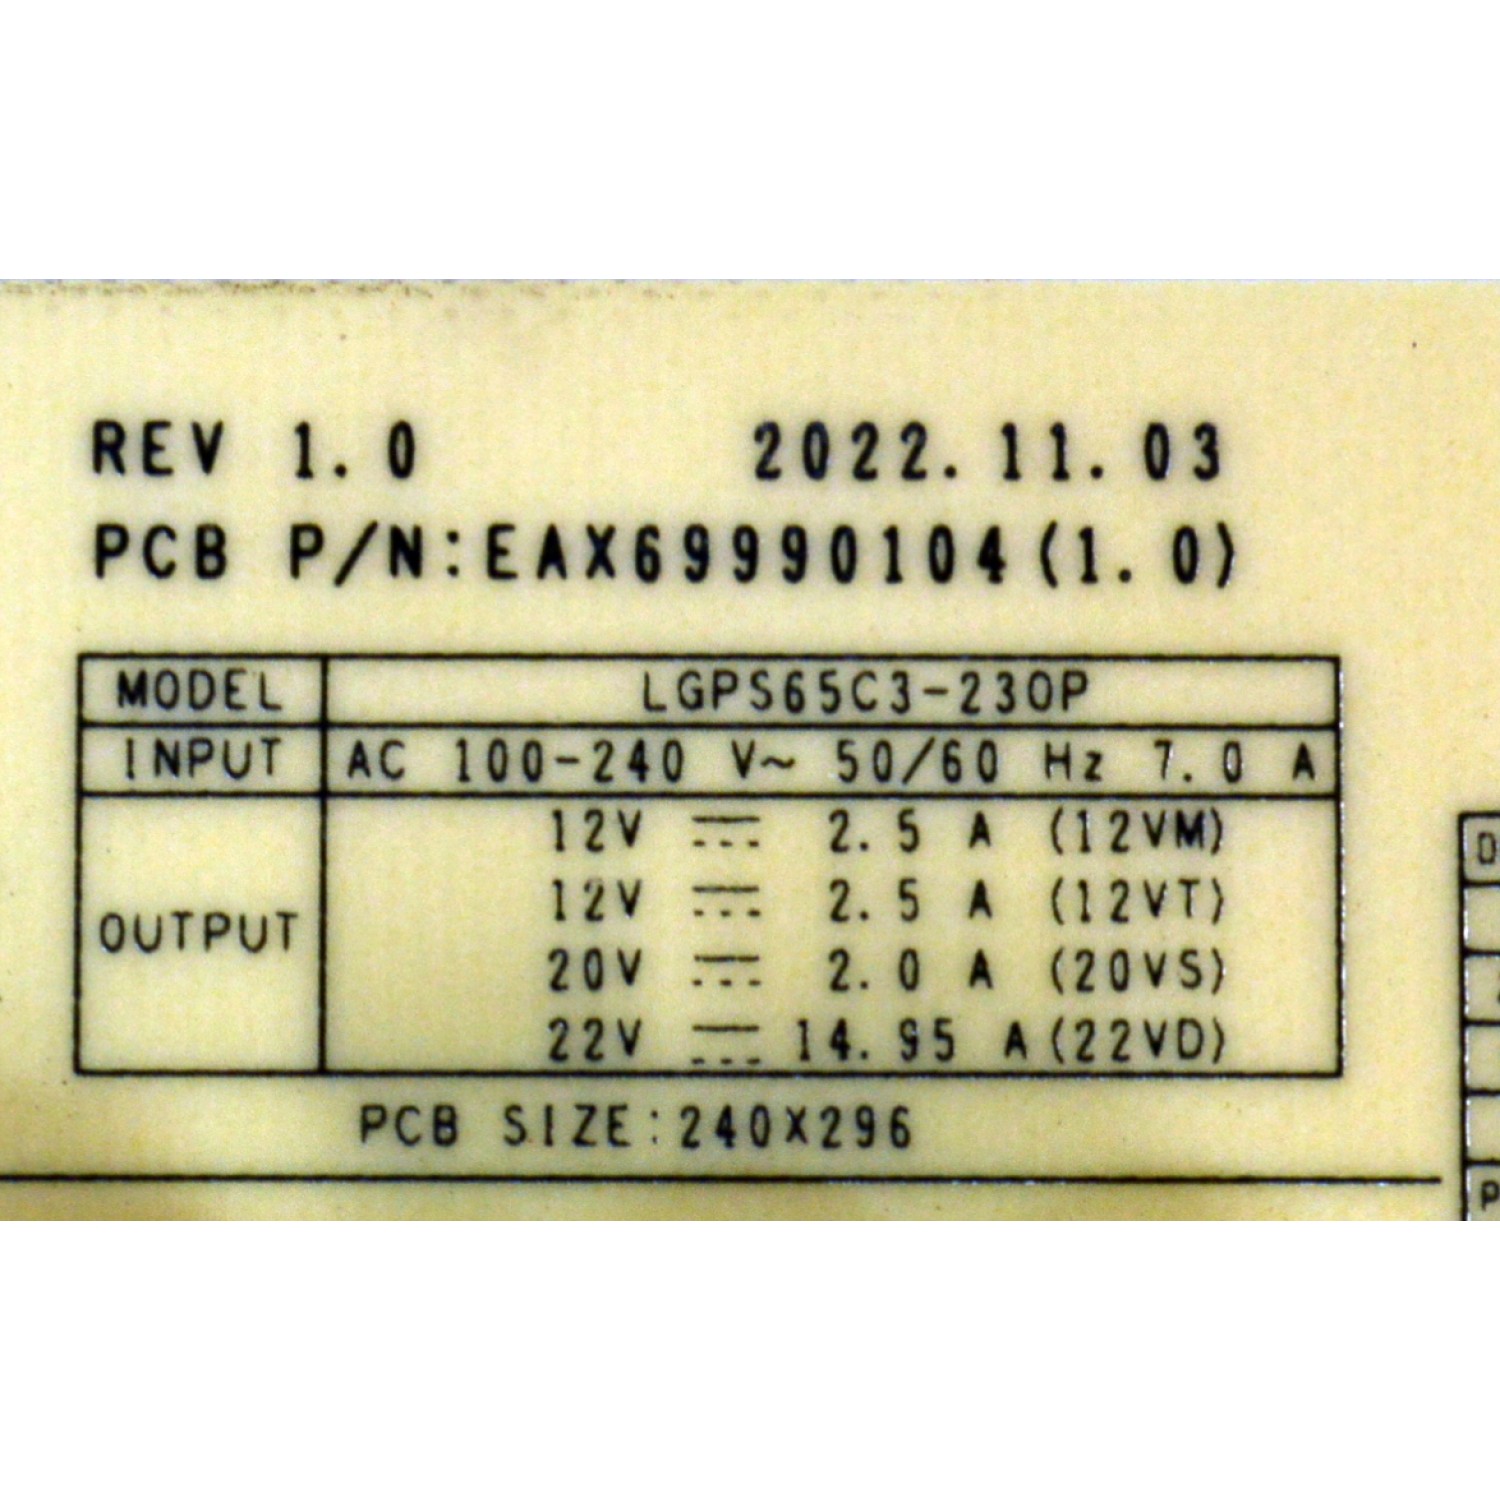 REV 1.0 2022.11.03
PCB P/N:EAX69990104(1.0)
MODEL LGPS65C3-230P
INPUT AC 100-240 V~ 50/60 Hz 7.0 A
OUTPUT
12V ⎓ 2.5 A (12VM)
12V ⎓ 2.5 A (12VT)
20V ⎓ 2.0 A (20VS)
22V ⎓ 14.95 A (22VD)
PCB SIZE:240X296